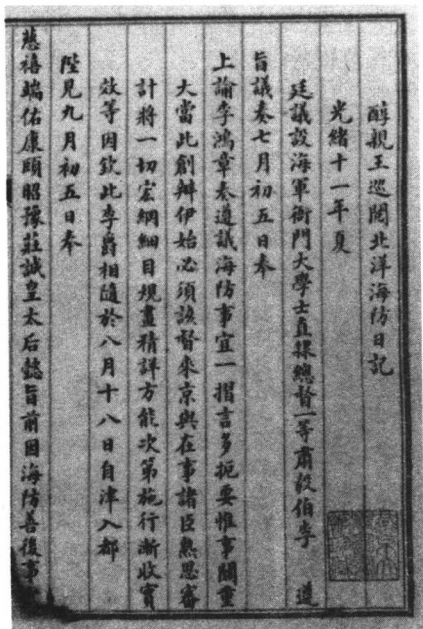 醇親王巡閱北洋海防日記
光緒十一年夏
廷議設海軍衙門大學士直隸總督一等肅毅伯李 遵
旨議奏七月初五日奉
上諭李鴻章奏遵議海防事宜一摺言多扼要惟事關重
大當此創辦伊始必須該督來京與在事諸臣熟思審
計將一切宏綱細目規畫精詳方能次第施行漸收實
效等因欽此李爵相隨於八月十八日自津入都
陛見九月初五日奉
慈禧端佑康頤昭豫莊誠皇太后懿旨前因海防善後事